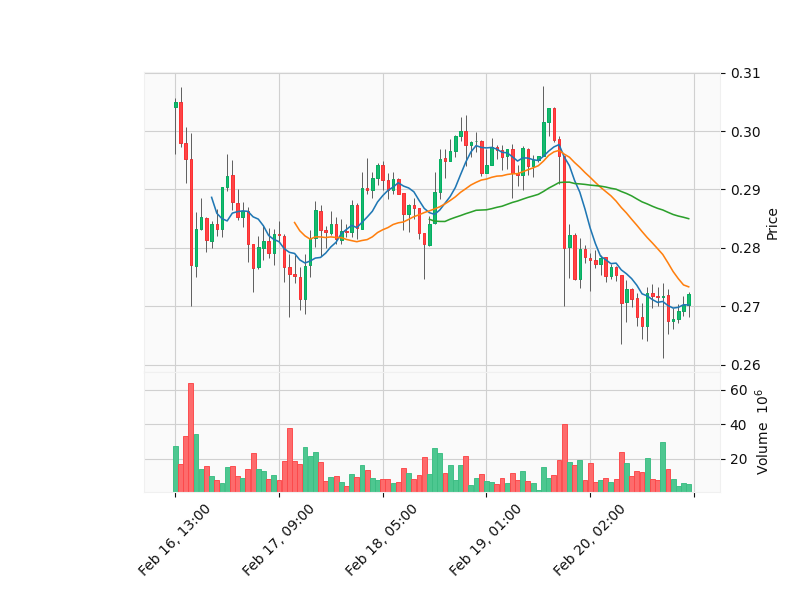 0.31
0.30
0.29
0.28
0.27
0.26
Price
60
40
20
Volume 10^6
Feb 16, 13:00
Feb 17, 09:00
Feb 18, 05:00
Feb 19, 01:00
Feb 20, 02:00